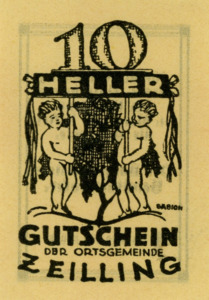 10
HELLER
GUTSCHEIN
DER ORTSGEMEINDE
ZEILLING